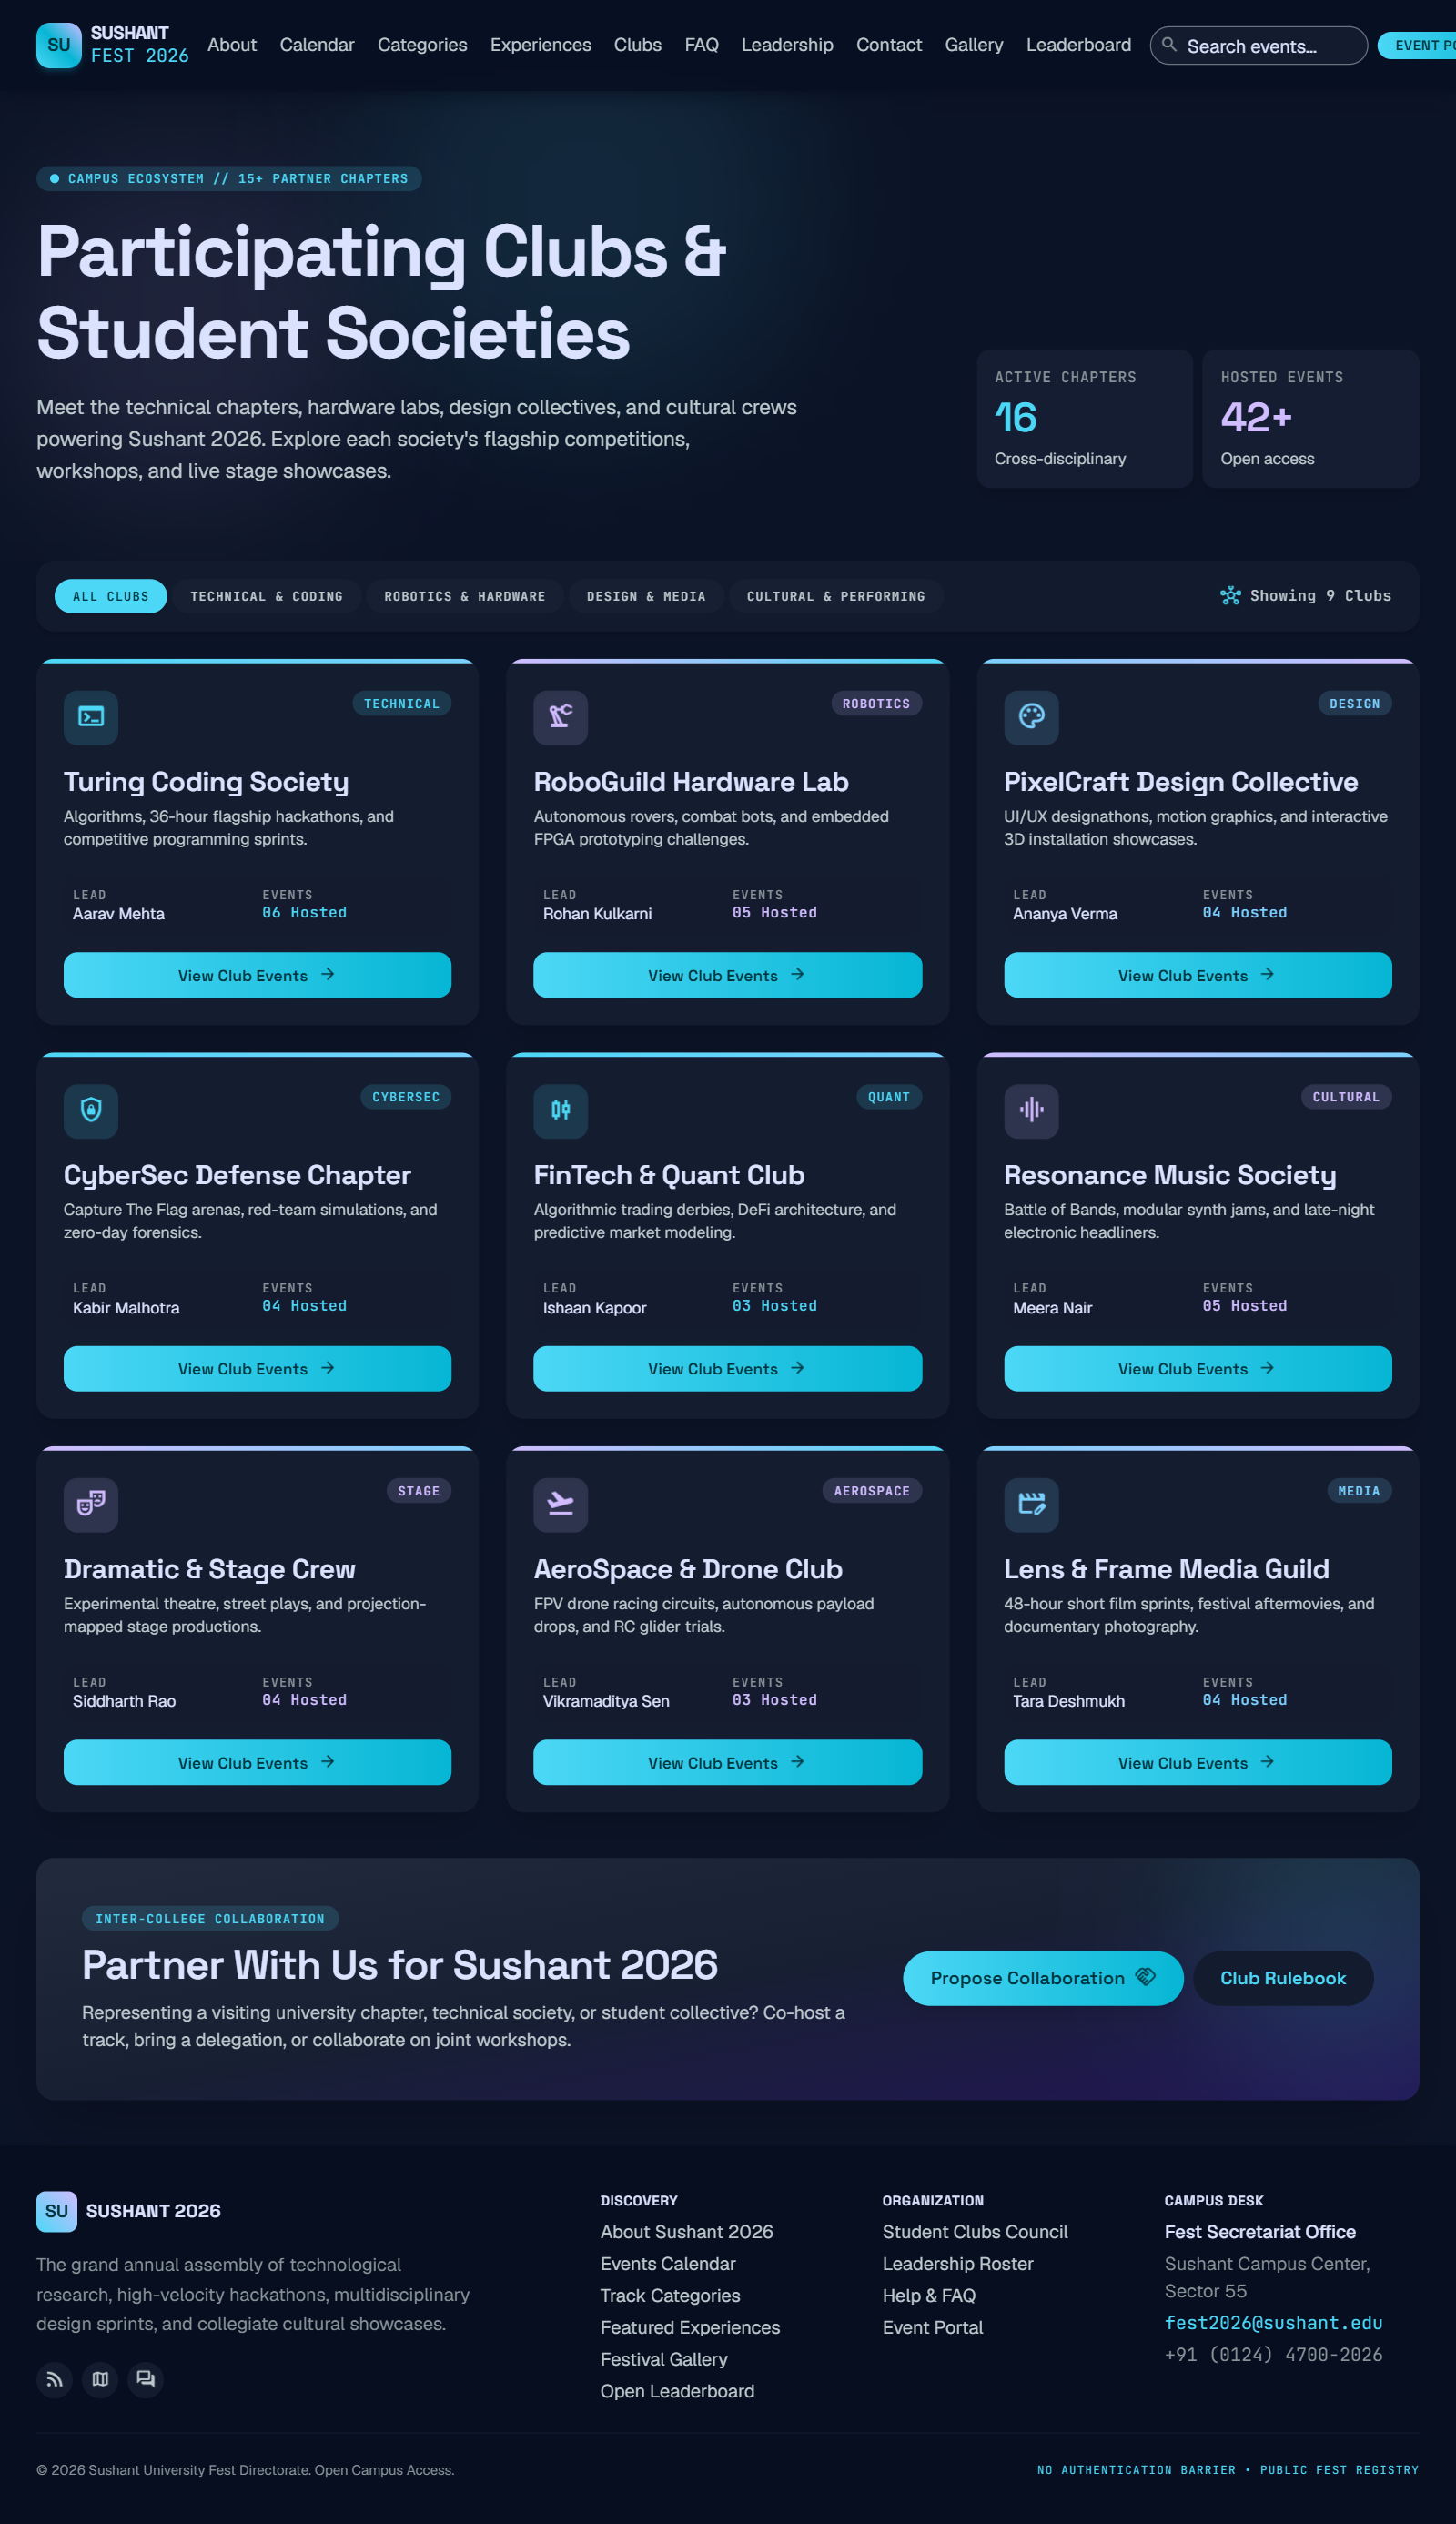 SU
SUSHANT
FEST 2026
About
Calendar
Categories
Experiences
Clubs
FAQ
Leadership
Contact
Gallery
Leaderboard
Search events...
EVENT
CAMPUS ECOSYSTEM // 15+ PARTNER CHAPTERS
Participating Clubs &
Student Societies
Meet the technical chapters, hardware labs, design collectives, and cultural crews
powering Sushant 2026. Explore each society's flagship competitions,
workshops, and live stage showcases.
ACTIVE CHAPTERS
16
Cross-disciplinary
HOSTED EVENTS
42+
Open access
ALL CLUBS
TECHNICAL & CODING
ROBOTICS & HARDWARE
DESIGN & MEDIA
CULTURAL & PERFORMING
Showing 9 Clubs
TECHNICAL
Turing Coding Society
Algorithms, 36-hour flagship hackathons, and
competitive programming sprints.
LEAD
Aarav Mehta
EVENTS
06 Hosted
View Club Events
ROBOTICS
RoboGuild Hardware Lab
Autonomous rovers, combat bots, and embedded
FPGA prototyping challenges.
LEAD
Rohan Kulkarni
EVENTS
05 Hosted
View Club Events
DESIGN
PixelCraft Design Collective
UI/UX designathons, motion graphics, and interactive
3D installation showcases.
LEAD
Ananya Verma
EVENTS
04 Hosted
View Club Events
CYBERSEC
CyberSec Defense Chapter
Capture The Flag arenas, red-team simulations, and
zero-day forensics.
LEAD
Kabir Malhotra
EVENTS
04 Hosted
View Club Events
QUANT
FinTech & Quant Club
Algorithmic trading derbies, DeFi architecture, and
predictive market modeling.
LEAD
Ishaan Kapoor
EVENTS
03 Hosted
View Club Events
CULTURAL
Resonance Music Society
Battle of Bands, modular synth jams, and late-night
electronic headliners.
LEAD
Meera Nair
EVENTS
05 Hosted
View Club Events
STAGE
Dramatic & Stage Crew
Experimental theatre, street plays, and projection-
mapped stage productions.
LEAD
Siddharth Rao
EVENTS
04 Hosted
View Club Events
AEROSPACE
AeroSpace & Drone Club
FPV drone racing circuits, autonomous payload
drops, and RC glider trials.
LEAD
Vikramaditya Sen
EVENTS
03 Hosted
View Club Events
MEDIA
Lens & Frame Media Guild
48-hour short film sprints, festival aftermovies, and
documentary photography.
LEAD
Tara Deshmukh
EVENTS
04 Hosted
View Club Events
INTER-COLLEGE COLLABORATION
Partner With Us for Sushant 2026
Representing a visiting university chapter, technical society, or student collective? Co-host a
track, bring a delegation, or collaborate on joint workshops.
Propose Collaboration
Club Rulebook
SU
SUSHANT 2026
The grand annual assembly of technological
research, high-velocity hackathons, multidisciplinary
design sprints, and collegiate cultural showcases.
DISCOVERY
About Sushant 2026
Events Calendar
Track Categories
Featured Experiences
Festival Gallery
Open Leaderboard
ORGANIZATION
Student Clubs Council
Leadership Roster
Help & FAQ
Event Portal
CAMPUS DESK
Fest Secretariat Office
Sushant Campus Center,
Sector 55
fest2026@sushant.edu
+91 (0124) 4700-2026
© 2026 Sushant University Fest Directorate. Open Campus Access.
NO AUTHENTICATION BARRIER • PUBLIC FEST REGISTRY